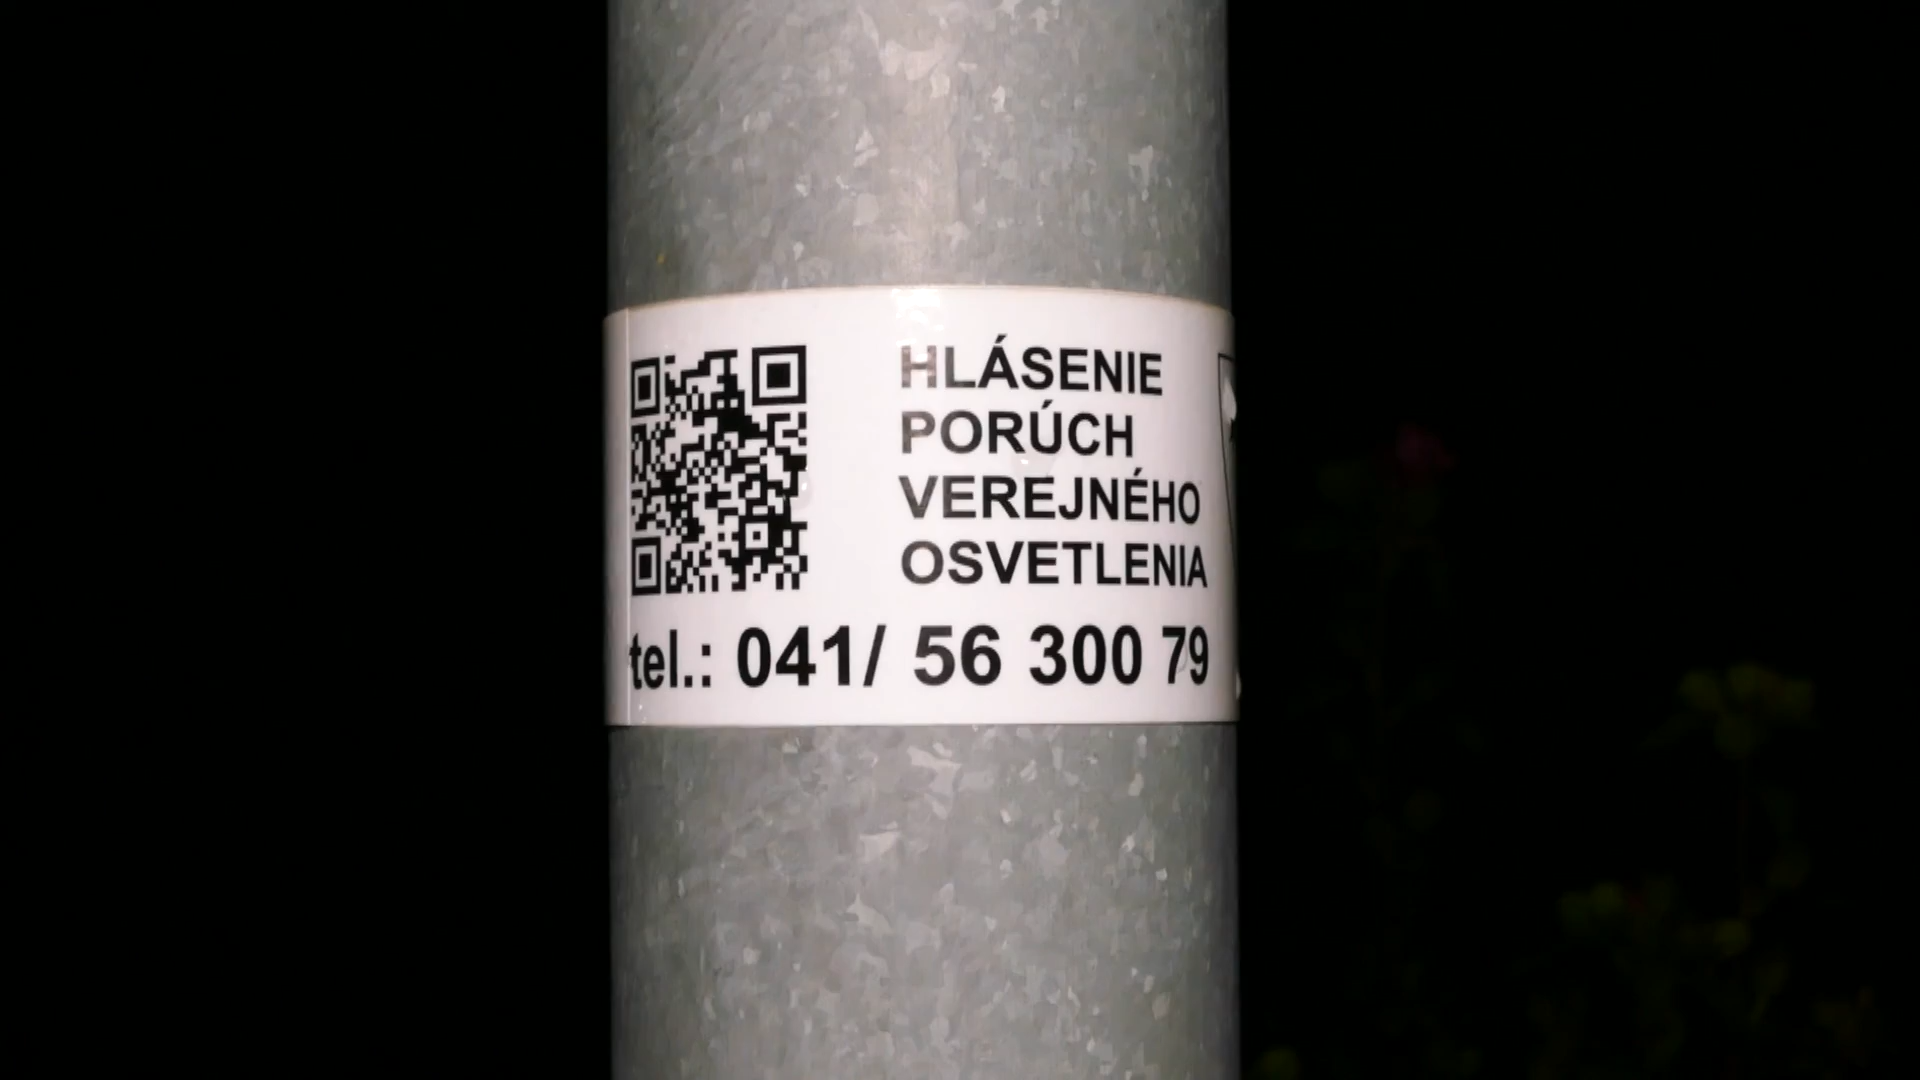 HLÁSENIE
PORÚCH
VEREJNÉHO
OSVETLENIA
tel.: 041/ 56 300 79